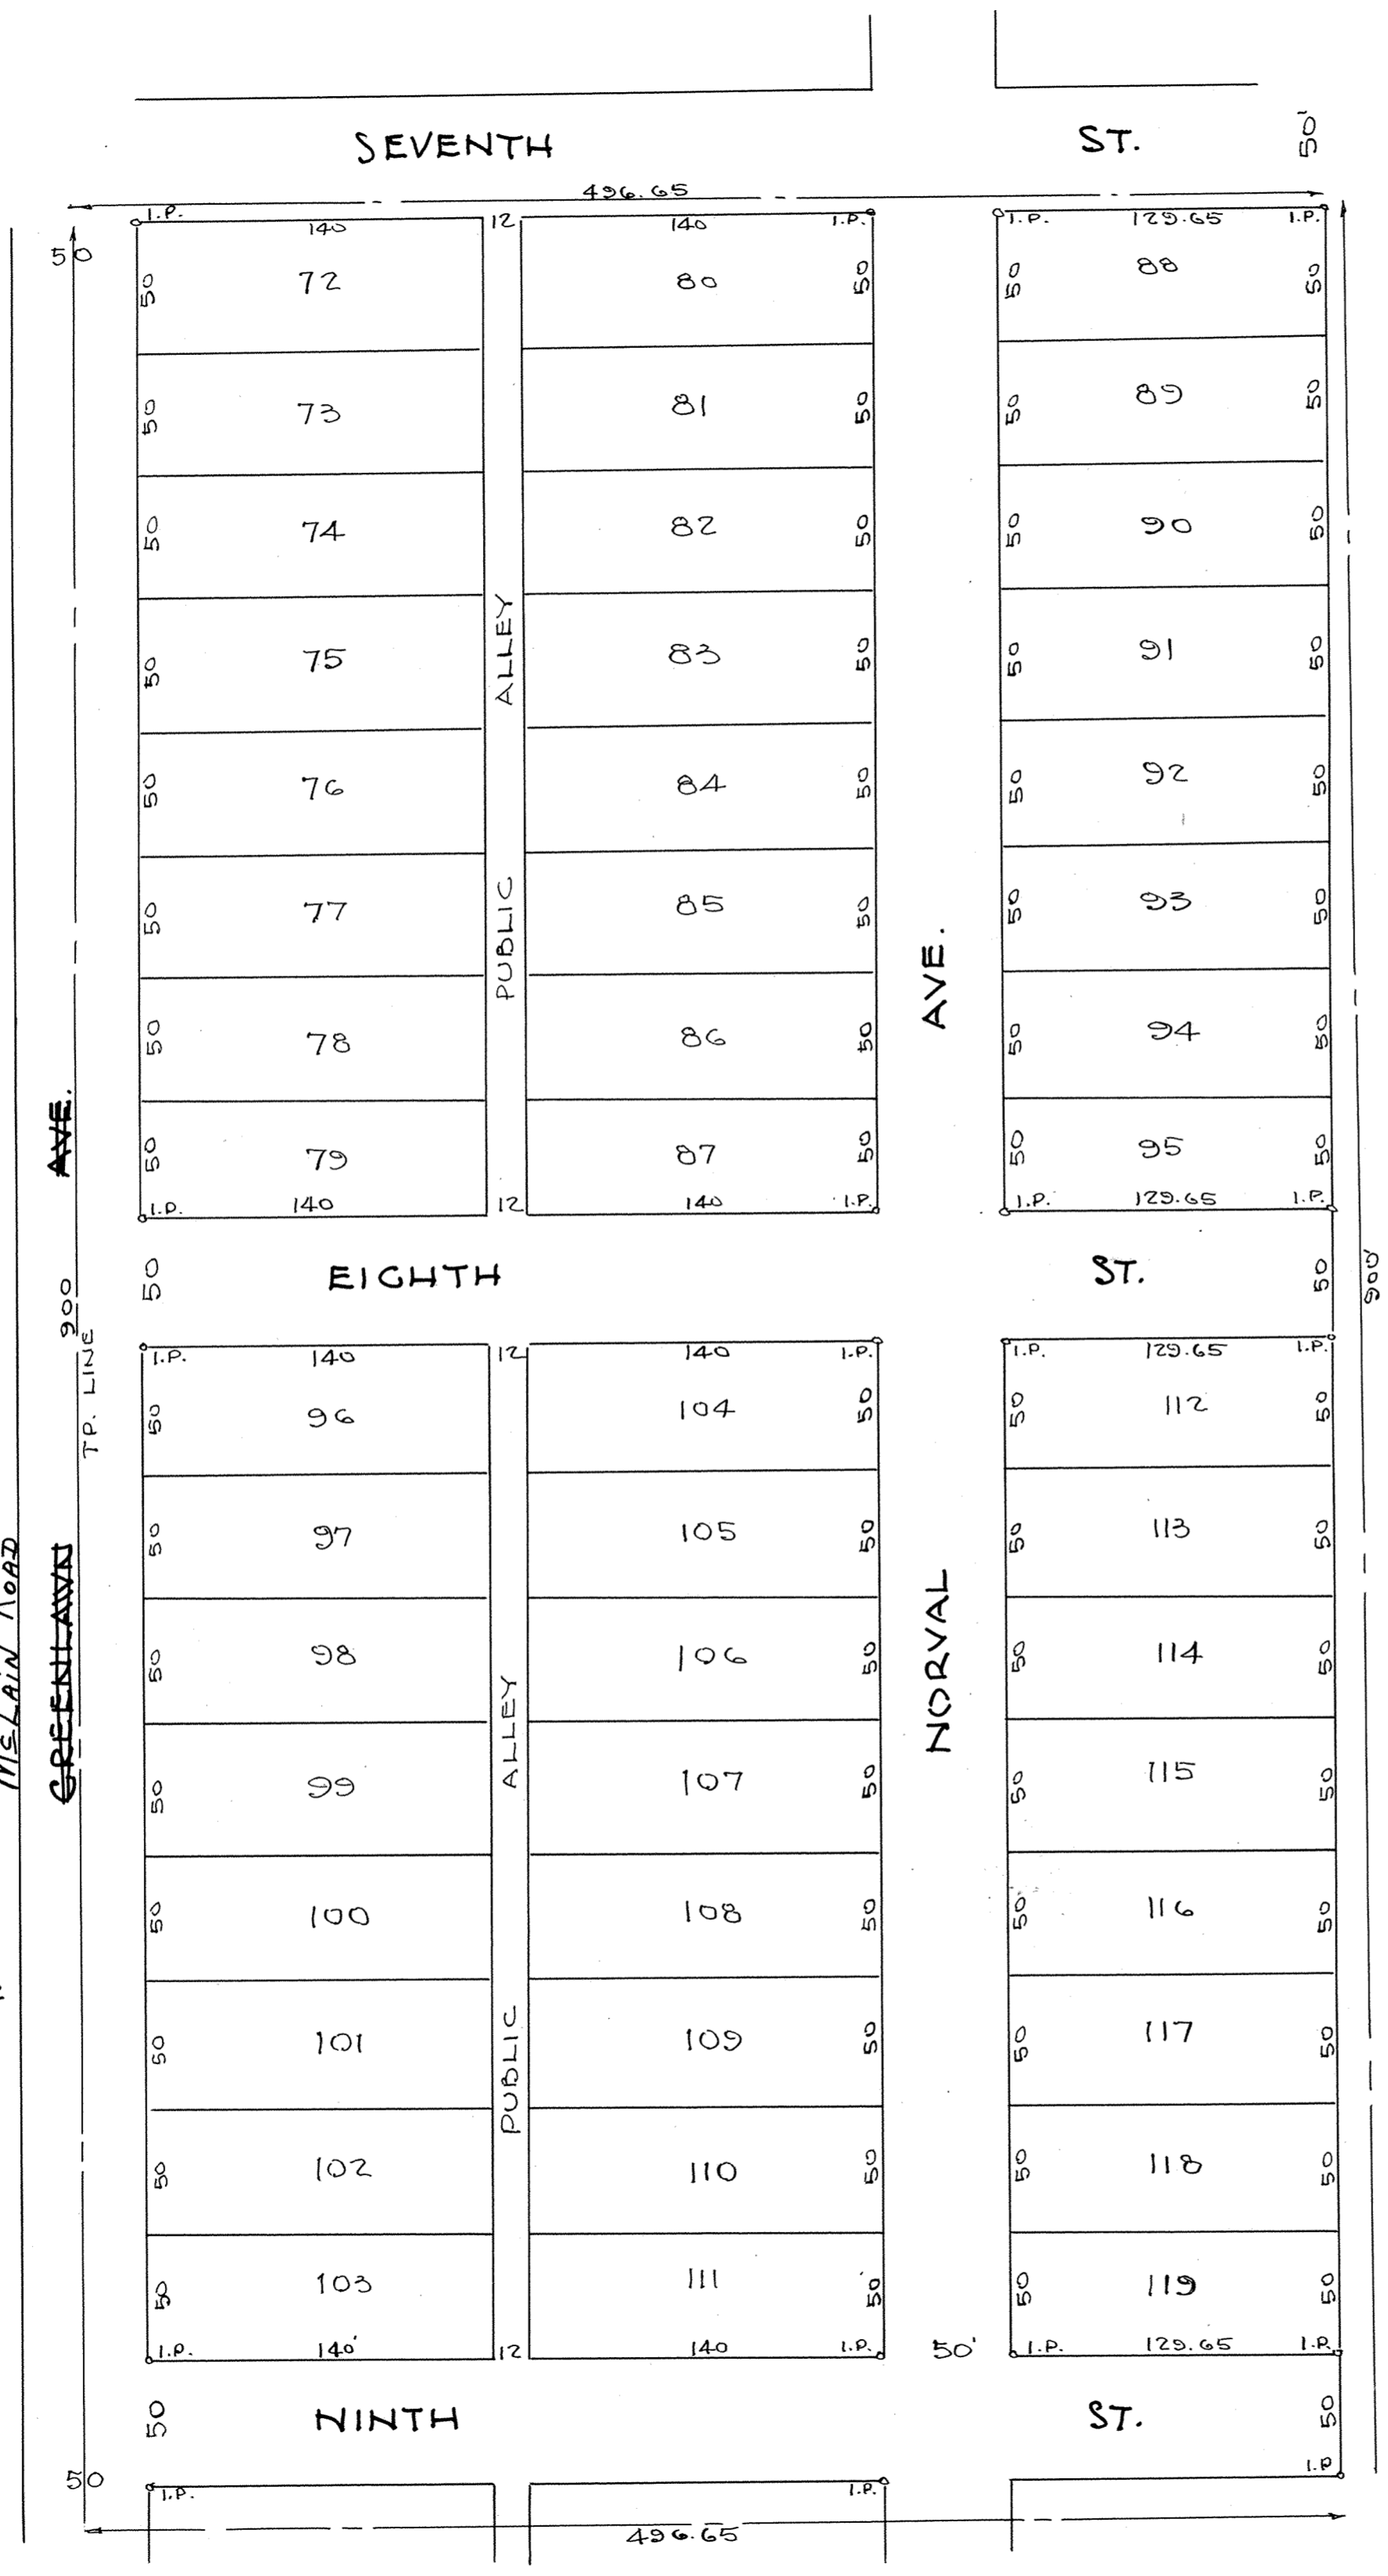 SEVENTH ST. 50'
496.65
I.P. 140 12 140 I.P. I.P. 129.65 I.P.
50
50 72 80 50 50 88 50
50 73 81 50 50 89 50
50 74 82 50 50 90 50
50 75 83 50 50 91 50
50 76 84 50 50 92 50
50 77 85 50 50 93 50
50 78 86 50 50 94 50
50 79 87 50 50 95 50
I.P. 140 12 140 I.P. I.P. 129.65 I.P.
PUBLIC ALLEY
50 EIGHTH ST. 50
900
900'
TP. LINE
McLAIN ROAD
GREENLAWN AVE.
NORVAL AVE.
I.P. 140 12 140 I.P. I.P. 129.65 I.P.
50 96 104 50 50 112 50
50 97 105 50 50 113 50
50 98 106 50 50 114 50
50 99 107 50 50 115 50
50 100 108 50 50 116 50
50 101 109 50 50 117 50
50 102 110 50 50 118 50
50 103 111 50 50 119 50
PUBLIC ALLEY
I.P. 140' 12 140 I.P. 50' I.P. 129.65 I.P.
50 NINTH ST. 50
50
I.P. I.P. I.P
496.65